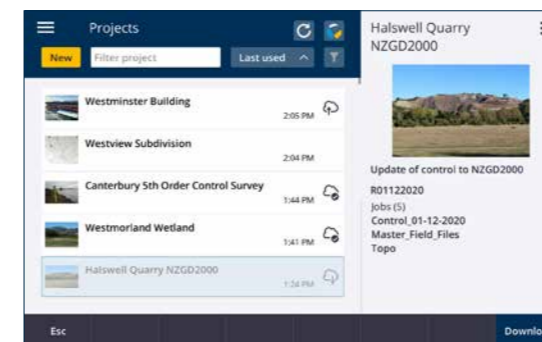 Projects
New
Filter project
Last used
Westminster Building
2:05 PM
Westview Subdivision
2:04 PM
Canterbury 5th Order Control Survey
1:44 PM
Westmorland Wetland
1:41 PM
Halswell Quarry NZGD2000
1:24 PM
Esc
Halswell Quarry
NZGD2000
Update of control to NZGD2000
R01122020
Jobs (5)
Control_01-12-2020
Master_Field_Files
Topo
Downlo